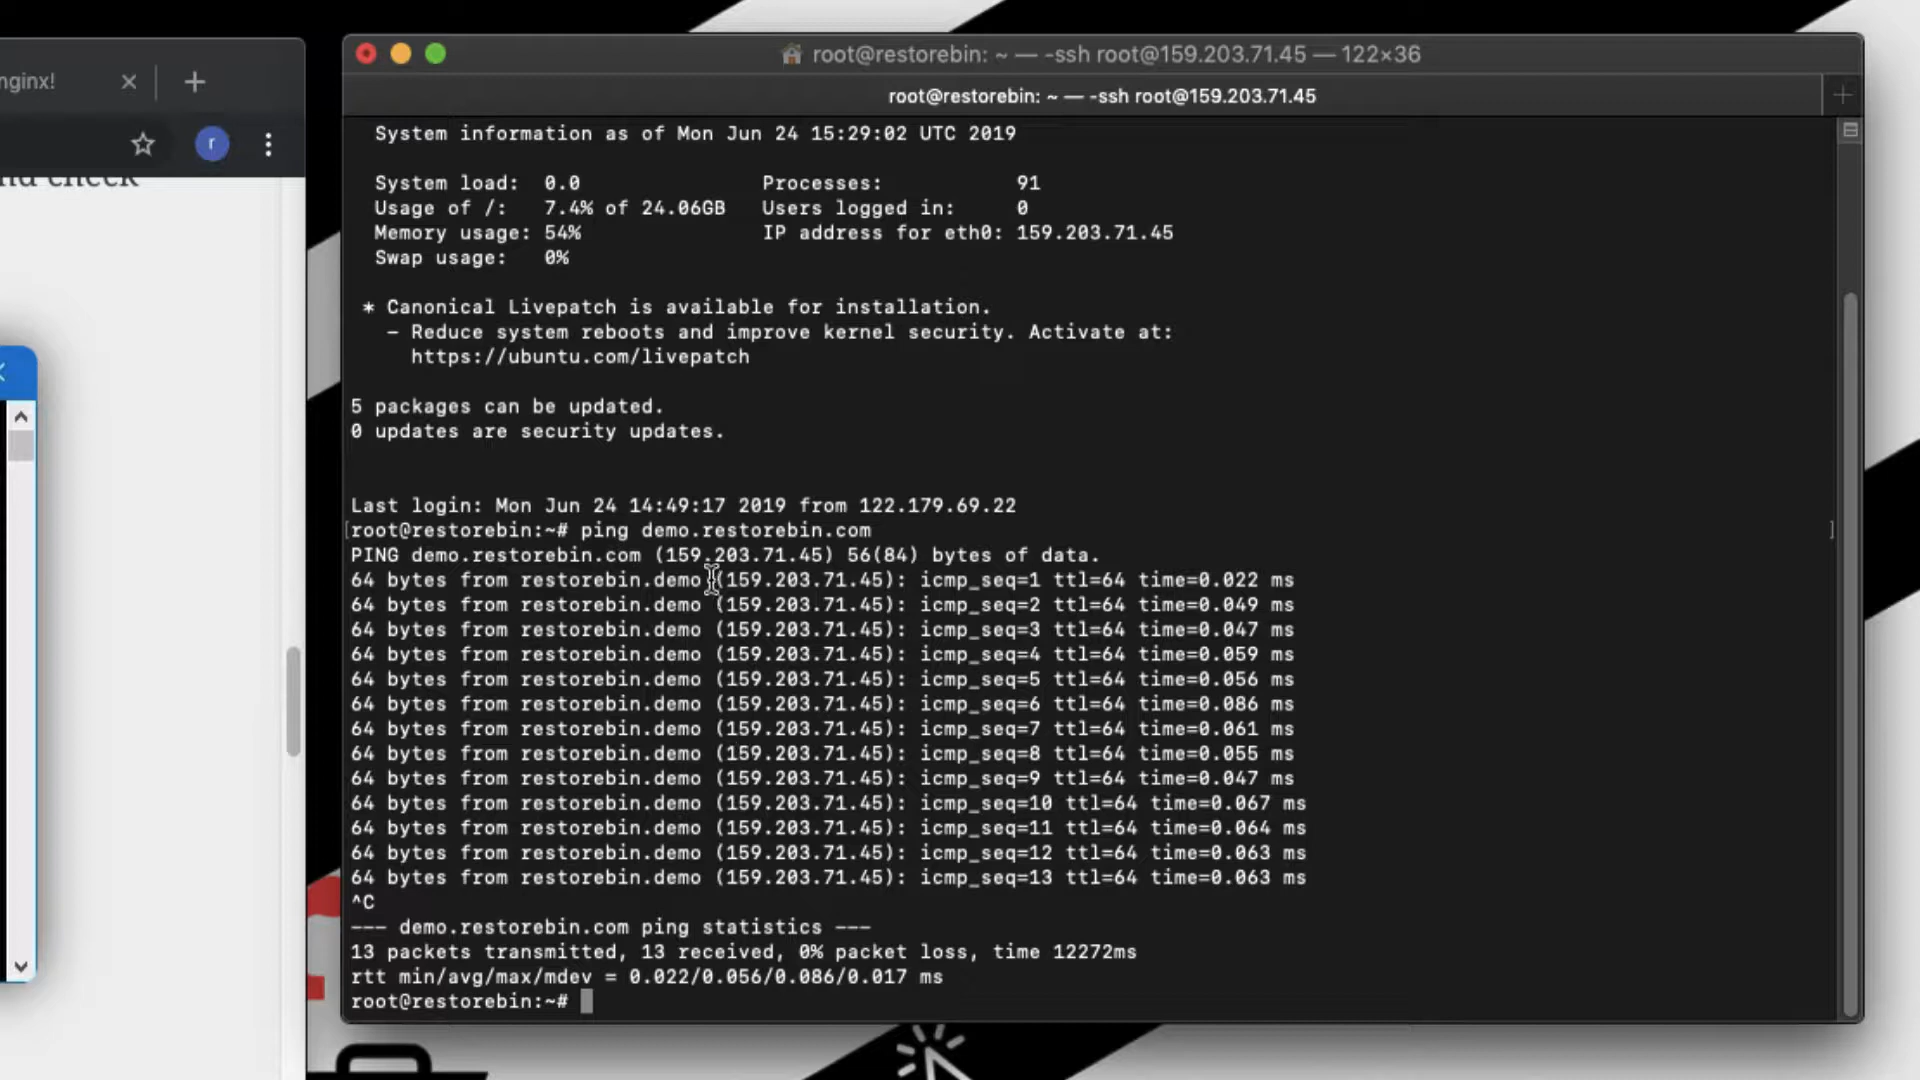 nginx!
r
nd check
root@restorebin: ~ — -ssh root@159.203.71.45 — 122×36
root@restorebin: ~ — -ssh root@159.203.71.45
System information as of Mon Jun 24 15:29:02 UTC 2019
System load: 0.0 Processes: 91
Usage of /: 7.4% of 24.06GB Users logged in: 0
Memory usage: 54% IP address for eth0: 159.203.71.45
Swap usage: 0%
* Canonical Livepatch is available for installation.
- Reduce system reboots and improve kernel security. Activate at:
https://ubuntu.com/livepatch
5 packages can be updated.
0 updates are security updates.
Last login: Mon Jun 24 14:49:17 2019 from 122.179.69.22
[root@restorebin:~# ping demo.restorebin.com ]
PING demo.restorebin.com (159.203.71.45) 56(84) bytes of data.
64 bytes from restorebin.demo (159.203.71.45): icmp_seq=1 ttl=64 time=0.022 ms
64 bytes from restorebin.demo (159.203.71.45): icmp_seq=2 ttl=64 time=0.049 ms
64 bytes from restorebin.demo (159.203.71.45): icmp_seq=3 ttl=64 time=0.047 ms
64 bytes from restorebin.demo (159.203.71.45): icmp_seq=4 ttl=64 time=0.059 ms
64 bytes from restorebin.demo (159.203.71.45): icmp_seq=5 ttl=64 time=0.056 ms
64 bytes from restorebin.demo (159.203.71.45): icmp_seq=6 ttl=64 time=0.086 ms
64 bytes from restorebin.demo (159.203.71.45): icmp_seq=7 ttl=64 time=0.061 ms
64 bytes from restorebin.demo (159.203.71.45): icmp_seq=8 ttl=64 time=0.055 ms
64 bytes from restorebin.demo (159.203.71.45): icmp_seq=9 ttl=64 time=0.047 ms
64 bytes from restorebin.demo (159.203.71.45): icmp_seq=10 ttl=64 time=0.067 ms
64 bytes from restorebin.demo (159.203.71.45): icmp_seq=11 ttl=64 time=0.064 ms
64 bytes from restorebin.demo (159.203.71.45): icmp_seq=12 ttl=64 time=0.063 ms
64 bytes from restorebin.demo (159.203.71.45): icmp_seq=13 ttl=64 time=0.063 ms
^C
--- demo.restorebin.com ping statistics ---
13 packets transmitted, 13 received, 0% packet loss, time 12272ms
rtt min/avg/max/mdev = 0.022/0.056/0.086/0.017 ms
root@restorebin:~#